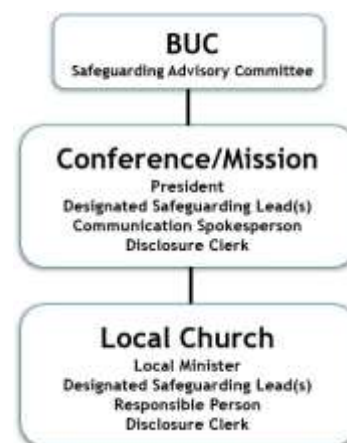 BUC
Safeguarding Advisory Committee
Conference/Mission
President
Designated Safeguarding Lead(s)
Communication Spokesperson
Disclosure Clerk
Local Church
Local Minister
Designated Safeguarding Lead(s)
Responsible Person
Disclosure Clerk